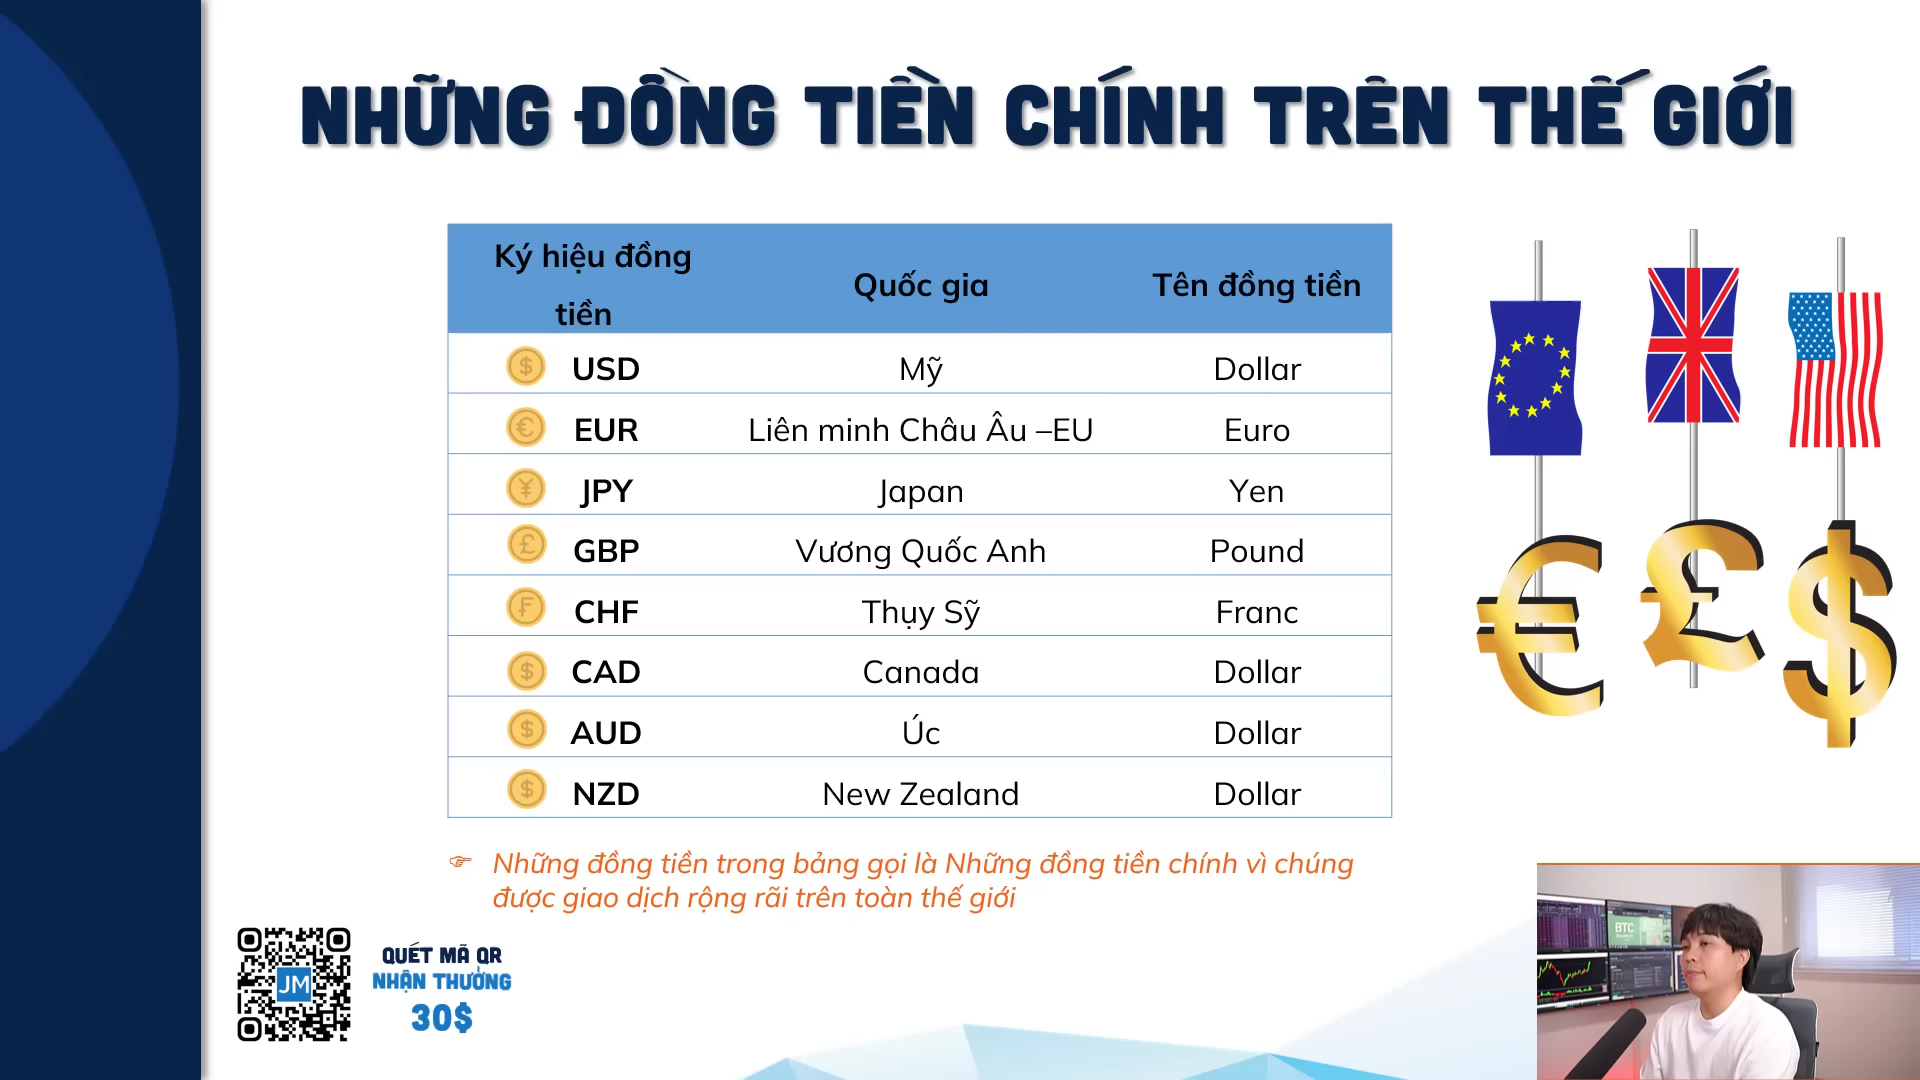 NHỮNG ĐỒNG TIỀN CHÍNH TRÊN THẾ GIỚI
Ký hiệu đồng tiền Quốc gia Tên đồng tiền
$ USD Mỹ Dollar
€ EUR Liên minh Châu Âu –EU Euro
¥ JPY Japan Yen
£ GBP Vương Quốc Anh Pound
₣ CHF Thụy Sỹ Franc
$ CAD Canada Dollar
$ AUD Úc Dollar
$ NZD New Zealand Dollar
€ £ $
☞ Những đồng tiền trong bảng gọi là Những đồng tiền chính vì chúng
được giao dịch rộng rãi trên toàn thế giới
JM
QUÉT MÃ QR
NHẬN THƯỞNG
30$
BTC